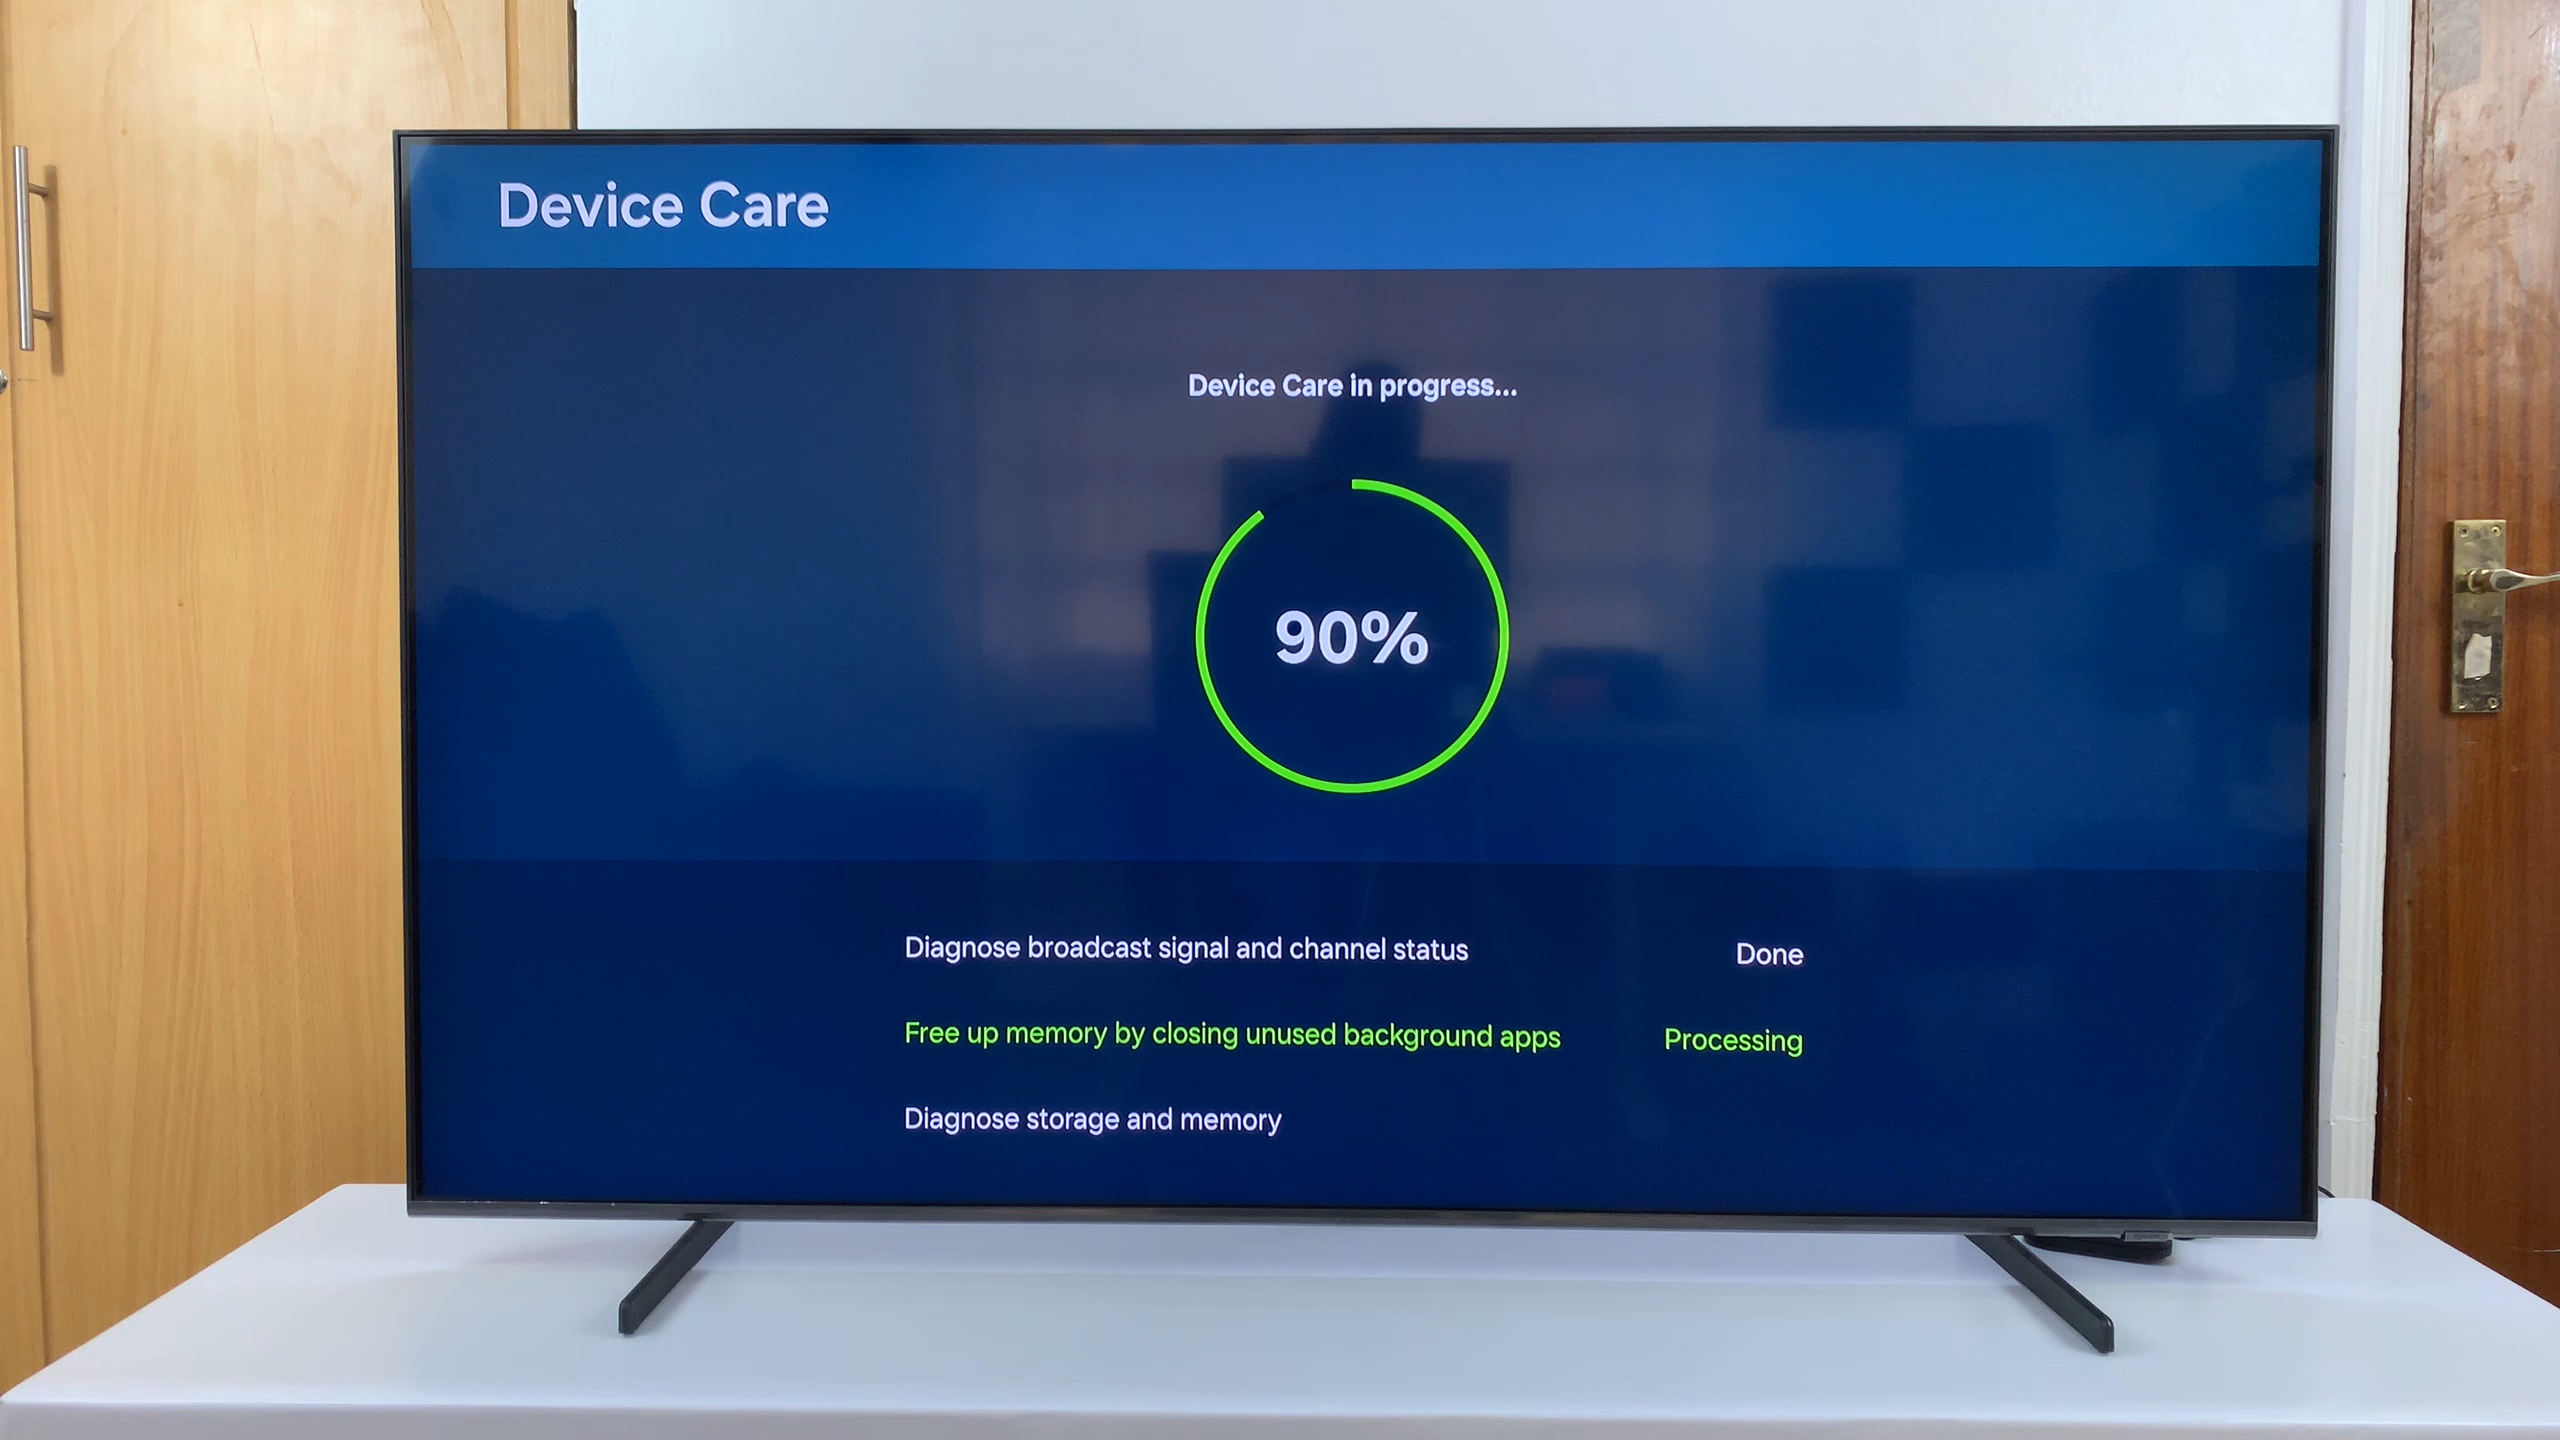 Device Care
Device Care in progress...
90%
Diagnose broadcast signal and channel status Done
Free up memory by closing unused background apps Processing
Diagnose storage and memory